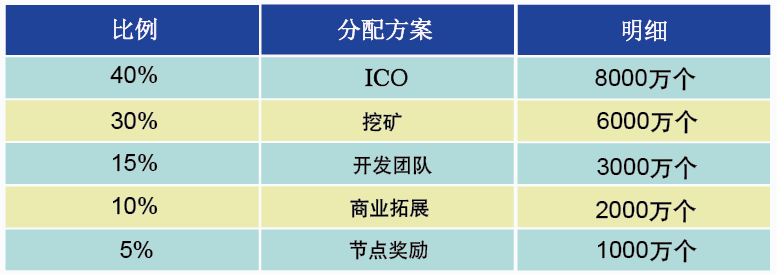 比例 分配方案 明细
40% ICO 8000万个
30% 挖矿 6000万个
15% 开发团队 3000万个
10% 商业拓展 2000万个
5% 节点奖励 1000万个